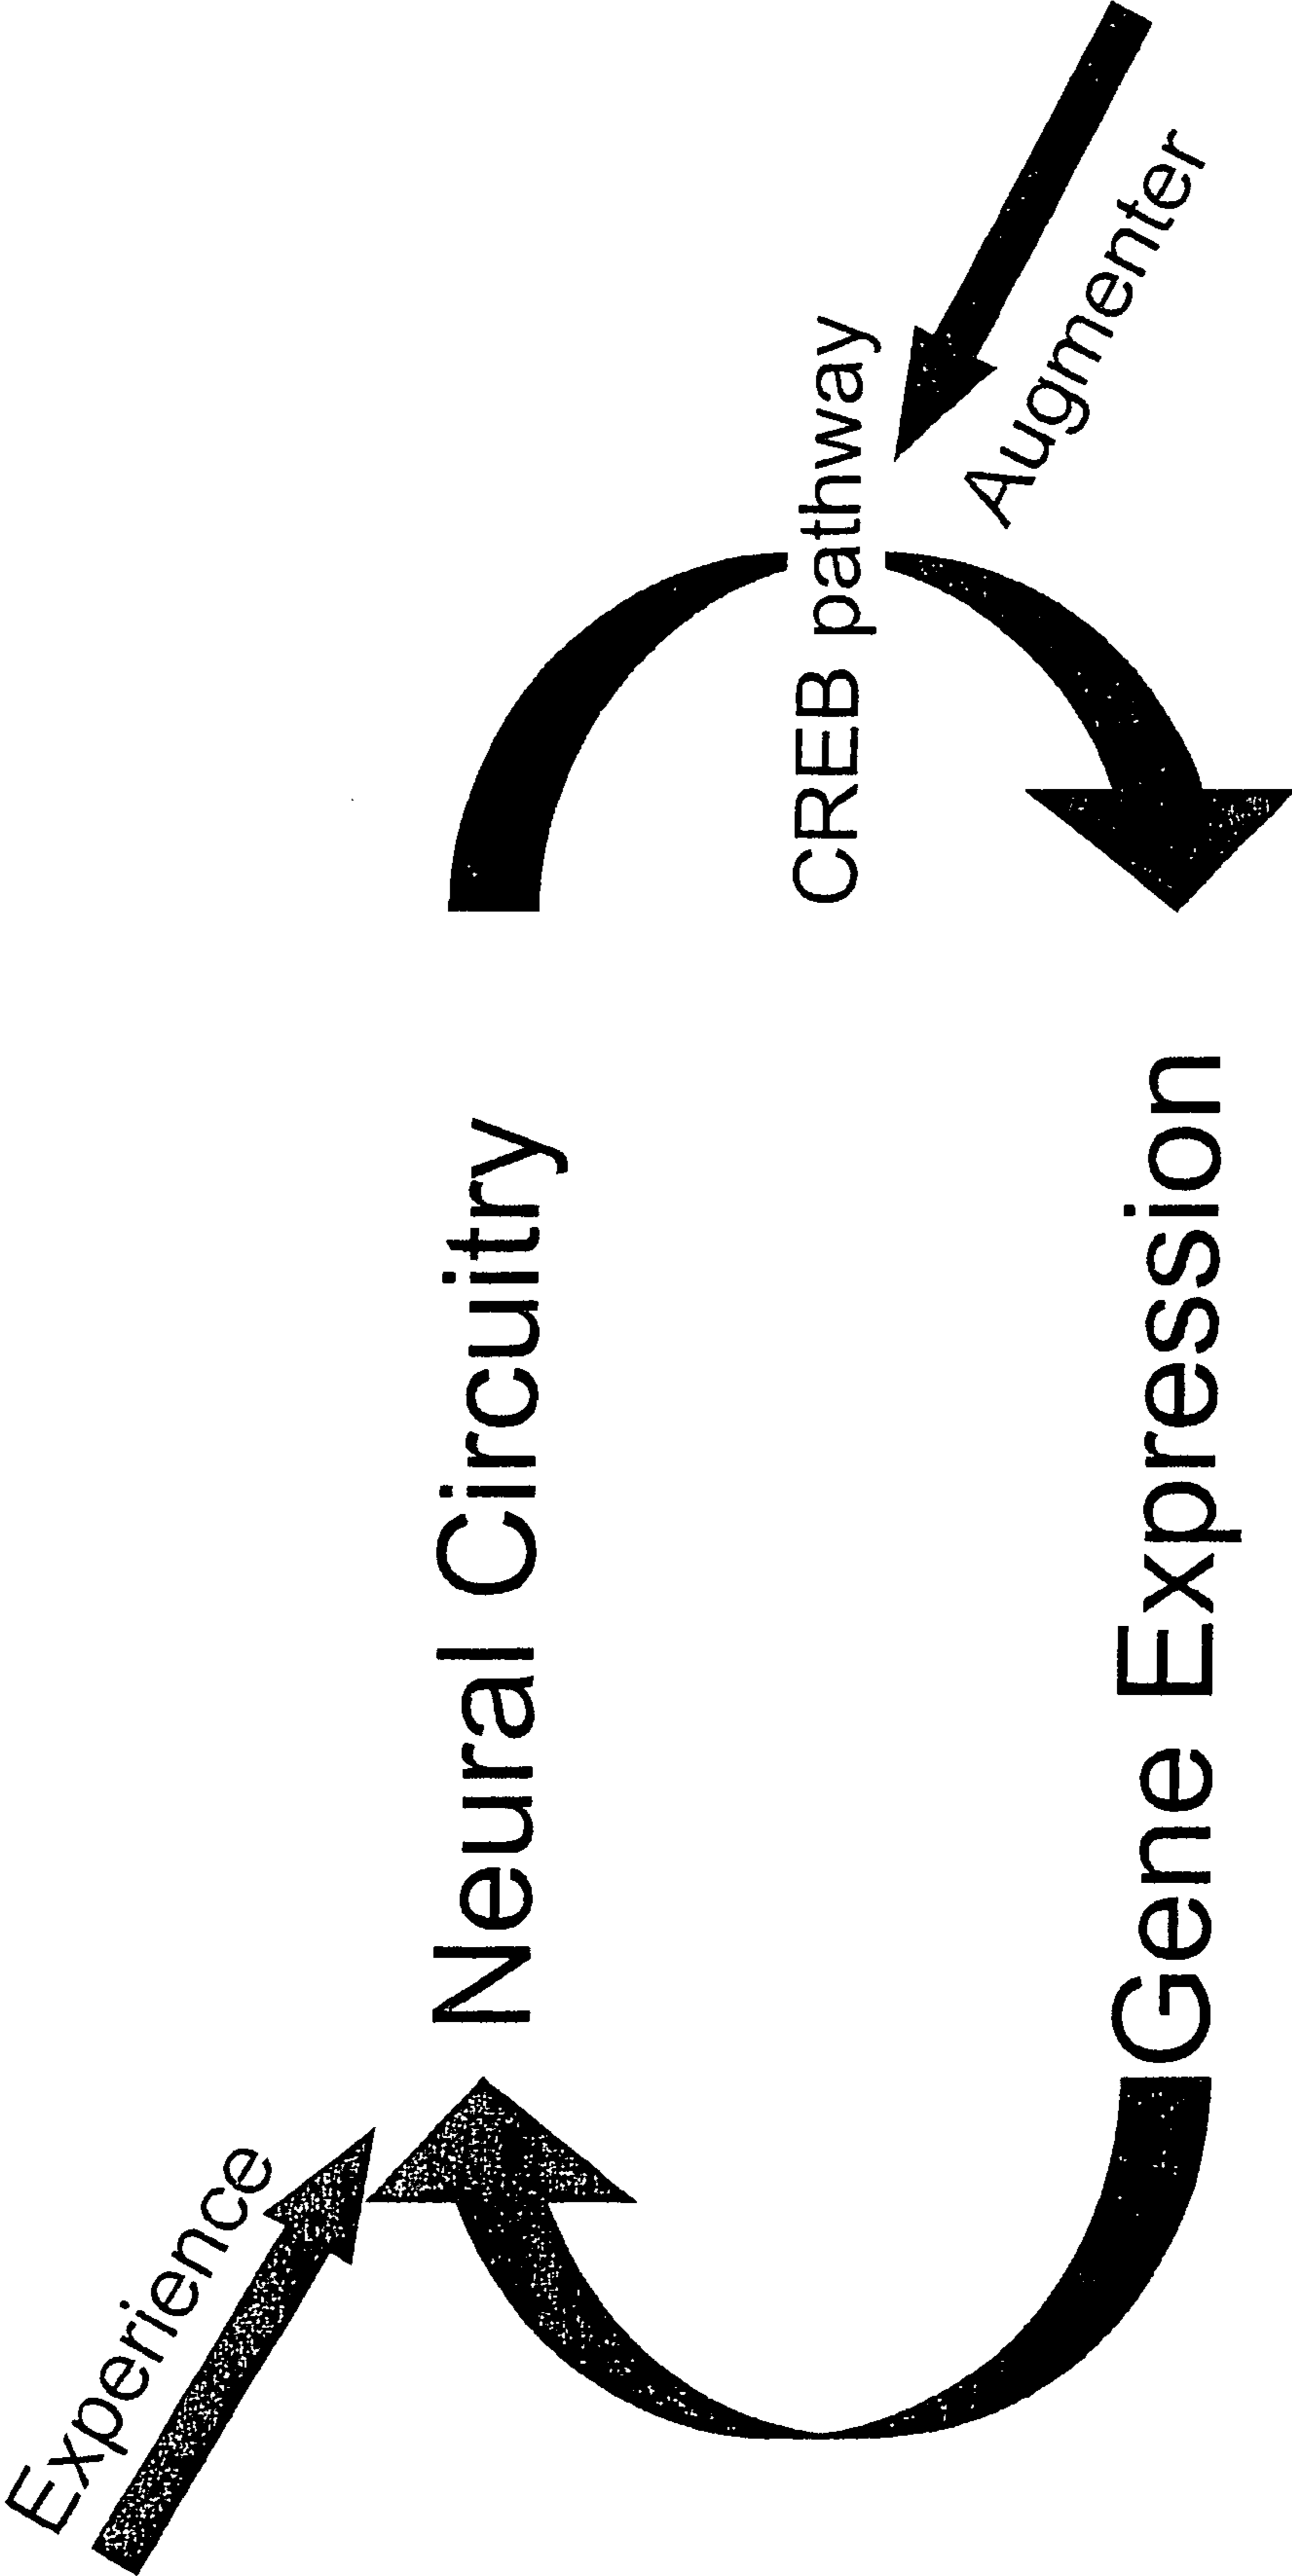 Experience
Neural Circuitry
CREB pathway
Augmenter
Gene Expression